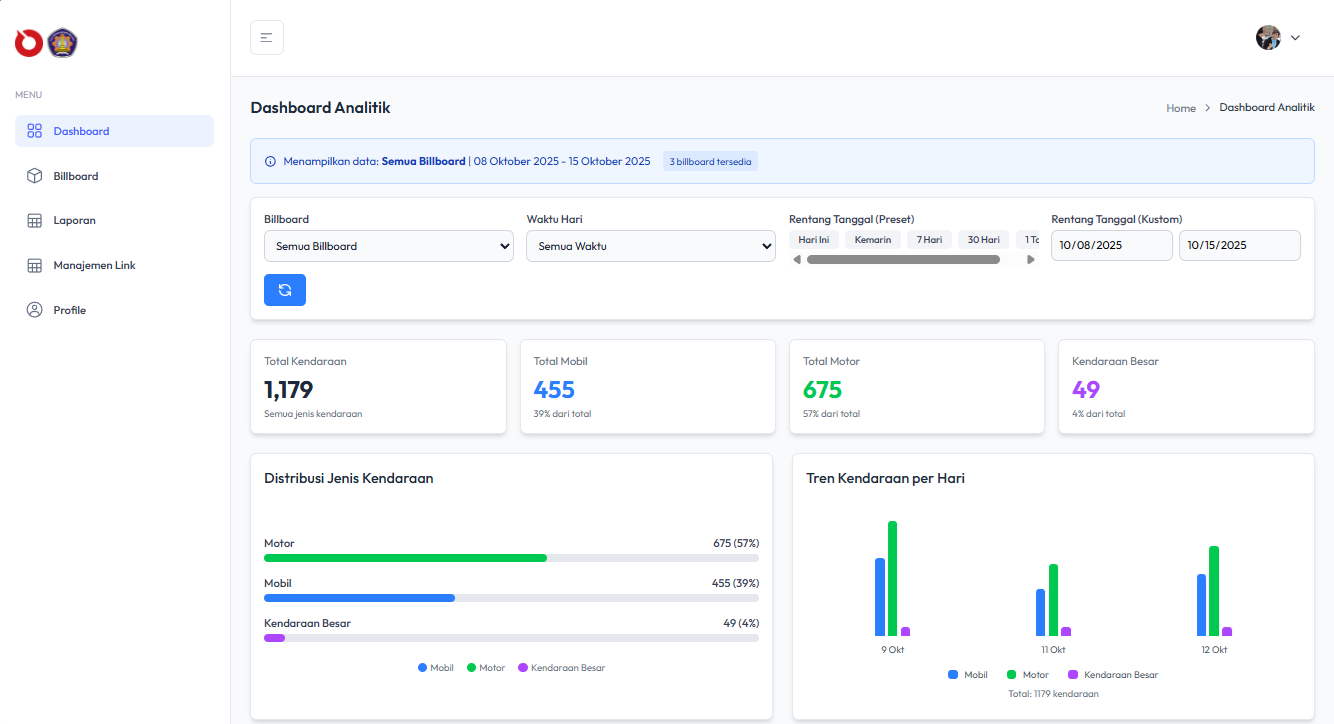 MENU
Dashboard
Billboard
Laporan
Manajemen Link
Profile
Dashboard Analitik
Home > Dashboard Analitik
Menampilkan data: Semua Billboard | 08 Oktober 2025 - 15 Oktober 2025 3 billboard tersedia
Billboard
Semua Billboard
Waktu Hari
Semua Waktu
Rentang Tanggal (Preset)
Hari Ini Kemarin 7 Hari 30 Hari
Rentang Tanggal (Kustom)
10/08/2025 10/15/2025
Total Kendaraan
1,179
Semua jenis kendaraan
Total Mobil
455
39% dari total
Total Motor
675
57% dari total
Kendaraan Besar
49
4% dari total
Distribusi Jenis Kendaraan
Motor 675 (57%)
Mobil 455 (39%)
Kendaraan Besar 49 (4%)
Mobil Motor Kendaraan Besar
Tren Kendaraan per Hari
9 Okt 11 Okt 12 Okt
Mobil Motor Kendaraan Besar
Total: 1179 kendaraan